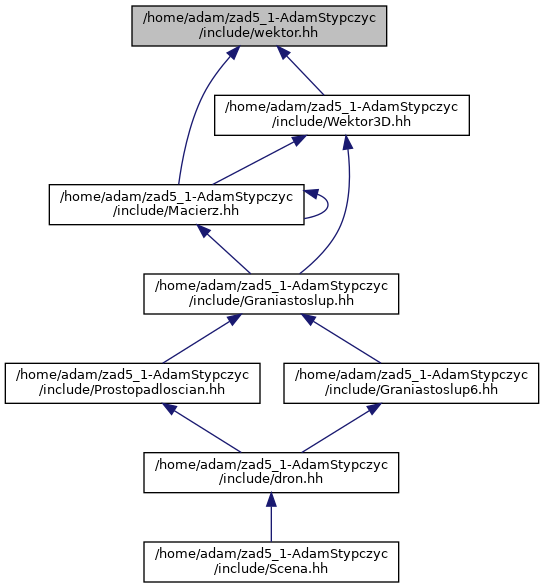 /home/adam/zad5_1-AdamStypczyc
/include/wektor.hh
/home/adam/zad5_1-AdamStypczyc
/include/Wektor3D.hh
/home/adam/zad5_1-AdamStypczyc
/include/Macierz.hh
/home/adam/zad5_1-AdamStypczyc
/include/Graniastoslup.hh
/home/adam/zad5_1-AdamStypczyc
/include/Prostopadloscian.hh
/home/adam/zad5_1-AdamStypczyc
/include/Graniastoslup6.hh
/home/adam/zad5_1-AdamStypczyc
/include/dron.hh
/home/adam/zad5_1-AdamStypczyc
/include/Scena.hh